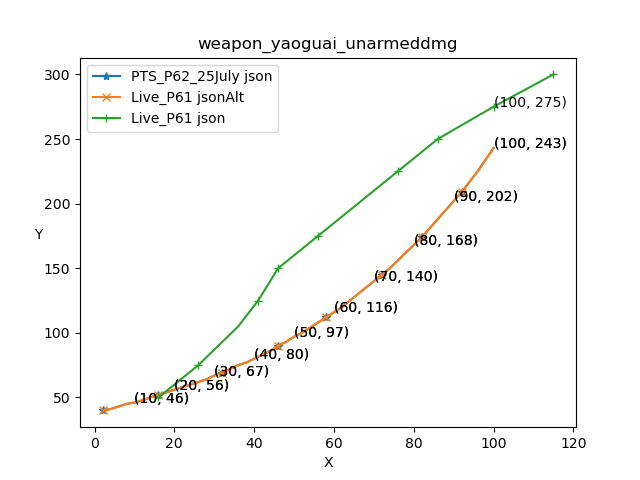 weapon_yaoguai_unarmeddmg
PTS_P62_25July json
Live_P61 jsonAlt
Live_P61 json
300
250
200
150
100
50
Y
(100, 275)
(100, 243)
(90, 202)
(80, 168)
(70, 140)
(60, 116)
(50, 97)
(40, 80)
(30, 67)
(20, 56)
(10, 46)
0 20 40 60 80 100 120
X